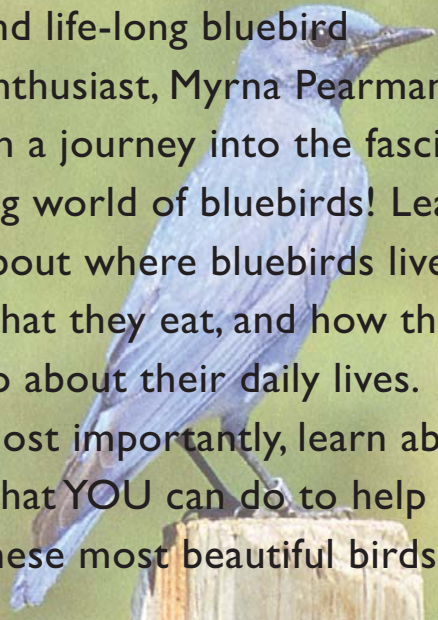 nd life-long bluebird
nthusiast, Myrna Pearman
n a journey into the fasci
g world of bluebirds! Lea
bout where bluebirds live
hat they eat, and how th
o about their daily lives.
ost importantly, learn ab
hat YOU can do to help
hese most beautiful birds